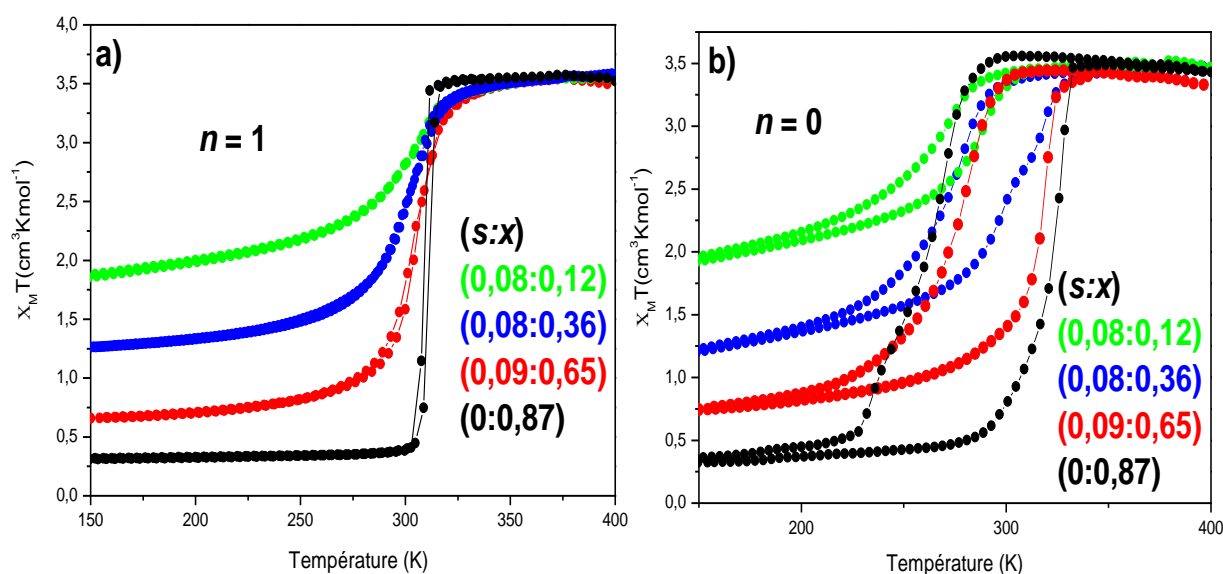 a)
n = 1
(s:x)
(0,08:0,12)
(0,08:0,36)
(0,09:0,65)
(0:0,87)
4,0
3,5
3,0
2,5
2,0
1,5
1,0
0,5
0,0
χM T(cm³Kmol⁻¹)
150 200 250 300 350 400
Température (K)
b)
n = 0
(s:x)
(0,08:0,12)
(0,08:0,36)
(0,09:0,65)
(0:0,87)
3,5
3,0
2,5
2,0
1,5
1,0
0,5
0,0
χM T(cm³Kmol⁻¹)
200 250 300 350 400
Température (K)